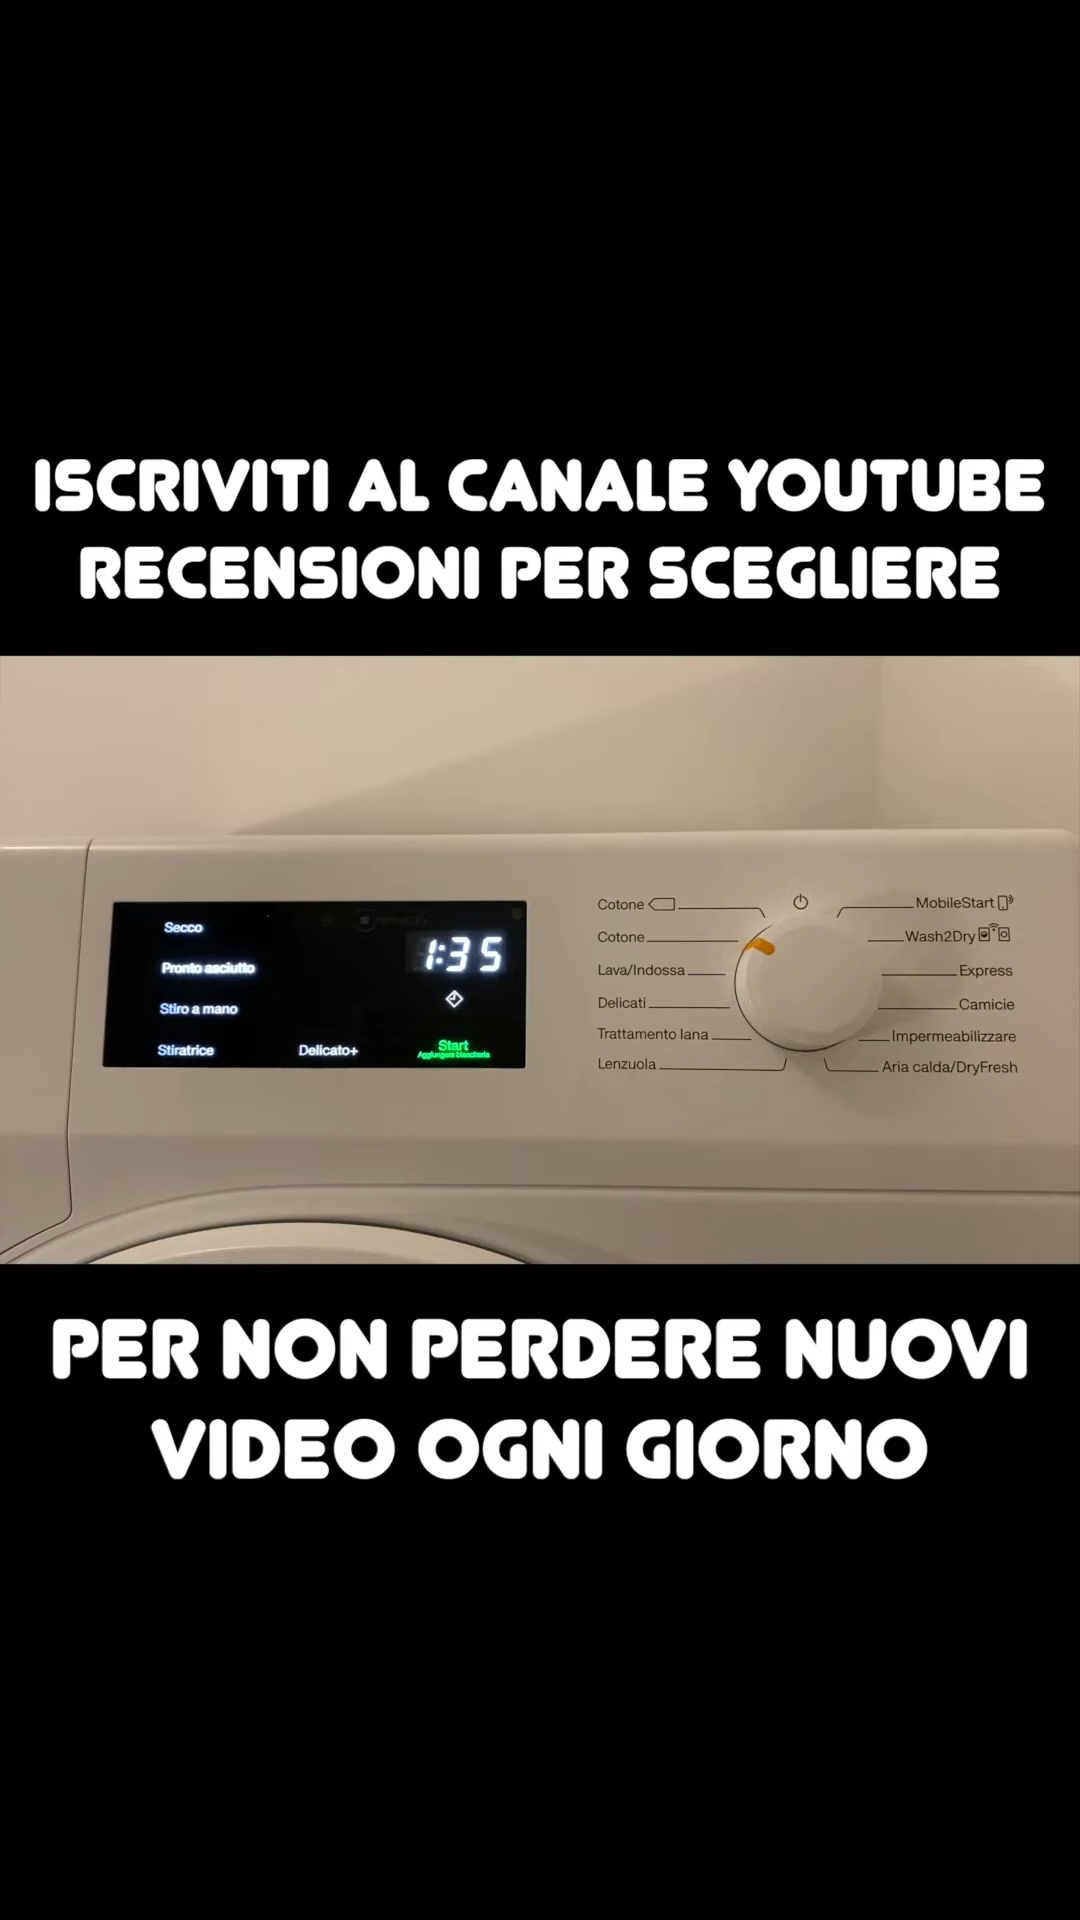 ISCRIVITI AL CANALE YOUTUBE
RECENSIONI PER SCEGLIERE
Secco
Pronto asciutto
Stiro a mano
Stiratrice
Delicato+
1:35
Start
Aggiungere biancheria
Cotone
Cotone
Lava/Indossa
Delicati
Trattamento lana
Lenzuola
MobileStart
Wash2Dry
Express
Camicie
Impermeabilizzare
Aria calda/DryFresh
PER NON PERDERE NUOVI
VIDEO OGNI GIORNO